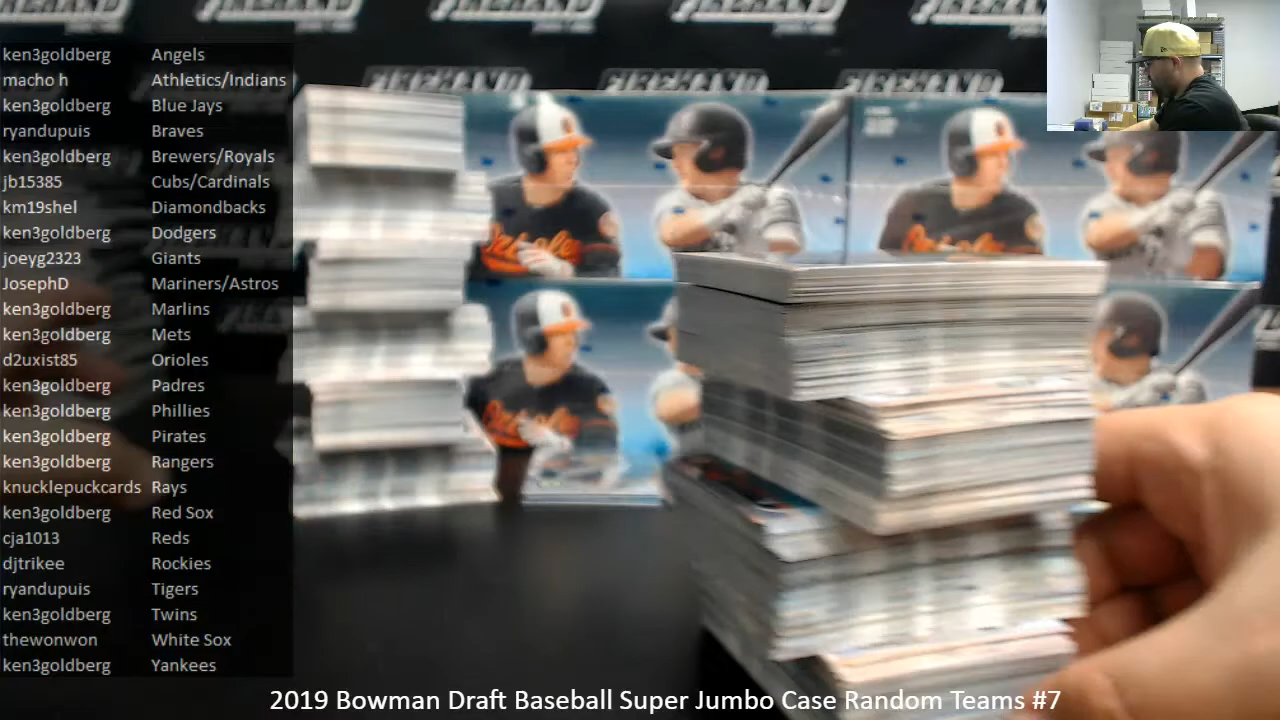 FIREHAND
FIREHAND
FIREHAND
ken3goldberg Angels
macho h Athletics/Indians
ken3goldberg Blue Jays
ryandupuis Braves
ken3goldberg Brewers/Royals
jb15385 Cubs/Cardinals
km19shel Diamondbacks
ken3goldberg Dodgers
joeyg2323 Giants
JosephD Mariners/Astros
ken3goldberg Marlins
ken3goldberg Mets
d2uxist85 Orioles
ken3goldberg Padres
ken3goldberg Phillies
ken3goldberg Pirates
ken3goldberg Rangers
knucklepuckcards Rays
ken3goldberg Red Sox
cja1013 Reds
djtrikee Rockies
ryandupuis Tigers
ken3goldberg Twins
thewonwon White Sox
ken3goldberg Yankees
2019 Bowman Draft Baseball Super Jumbo Case Random Teams #7